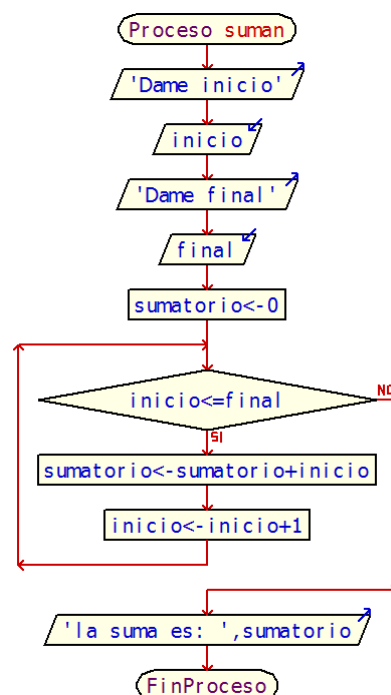 Proceso suman
'Dame inicio'
inicio
'Dame final'
final
sumatorio<-0
inicio<=final
NO
SI
sumatorio<-sumatorio+inicio
inicio<-inicio+1
'la suma es: ',sumatorio
FinProceso